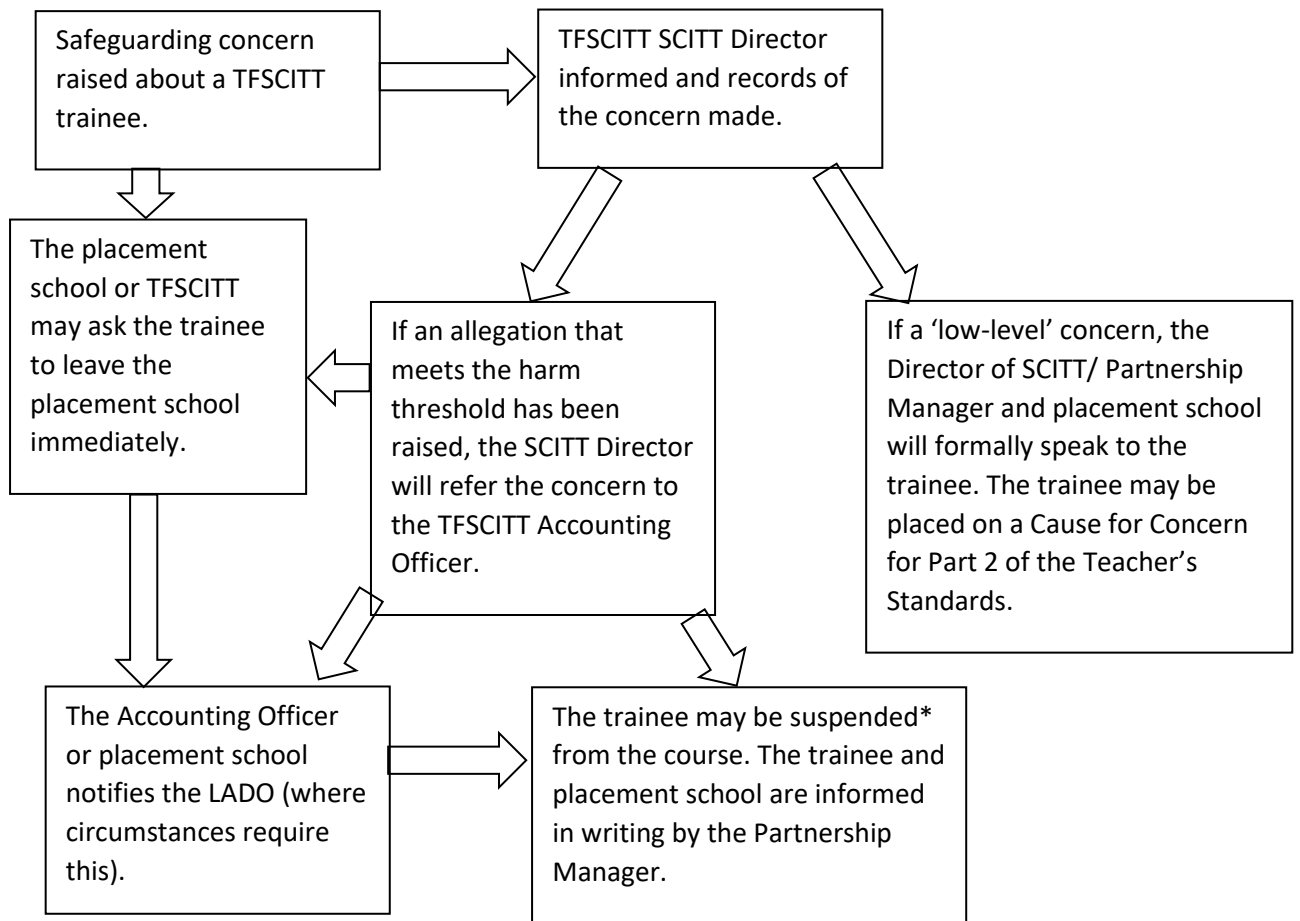 Safeguarding concern
raised about a TFSCITT
trainee.
TFSCITT SCITT Director
informed and records of
the concern made.
The placement
school or TFSCITT
may ask the trainee
to leave the
placement school
immediately.
If an allegation that
meets the harm
threshold has been
raised, the SCITT Director
will refer the concern to
the TFSCITT Accounting
Officer.
If a ‘low-level’ concern, the
Director of SCITT/ Partnership
Manager and placement school
will formally speak to the
trainee. The trainee may be
placed on a Cause for Concern
for Part 2 of the Teacher’s
Standards.
The Accounting Officer
or placement school
notifies the LADO (where
circumstances require
this).
The trainee may be suspended*
from the course. The trainee and
placement school are informed
in writing by the Partnership
Manager.